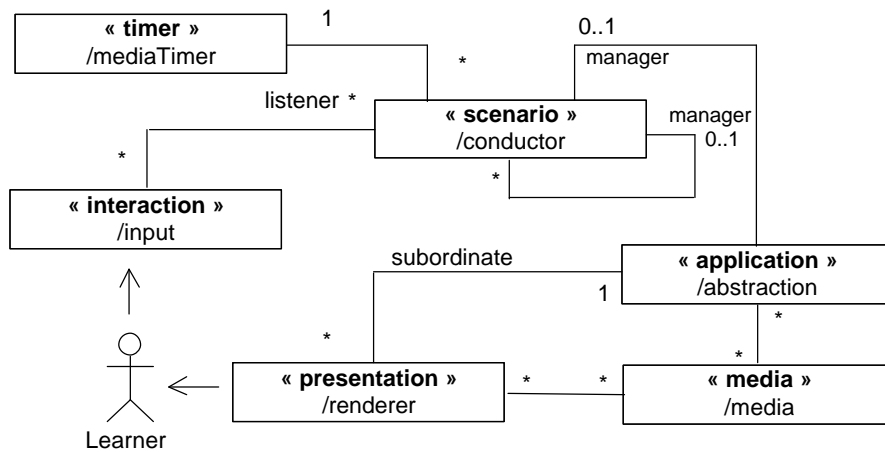 « timer »
/mediaTimer
1
*
0..1
manager
listener *
« scenario »
/conductor
manager
0..1
*
*
« interaction »
/input
subordinate
1
*
« application »
/abstraction
*
*
« presentation »
/renderer
*
*
« media »
/media
Learner